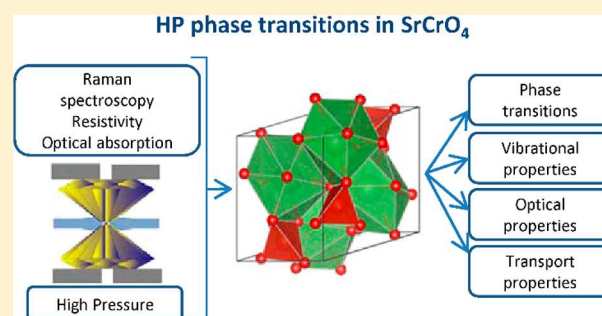 HP phase transitions in SrCrO₄
Raman
spectroscopy
Resistivity
Optical absorption
High Pressure
Phase
transitions
Vibrational
properties
Optical
properties
Transport
properties